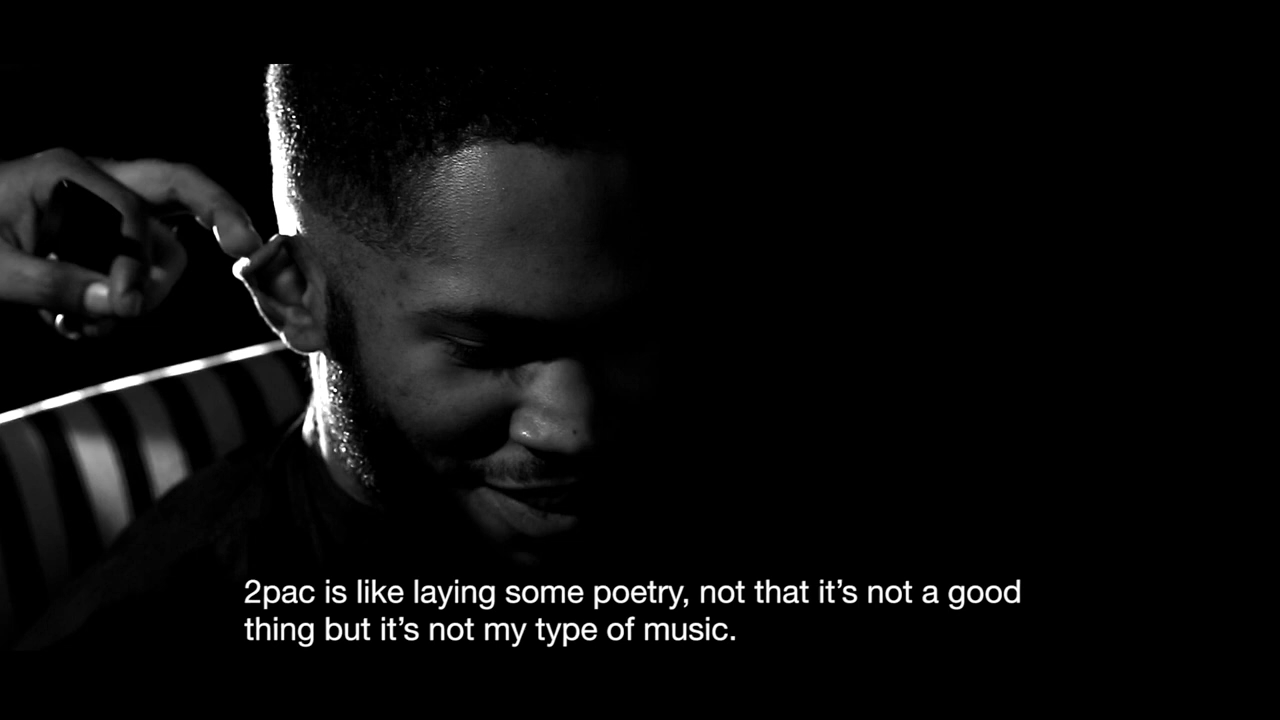 2pac is like laying some poetry, not that it’s not a good
thing but it’s not my type of music.